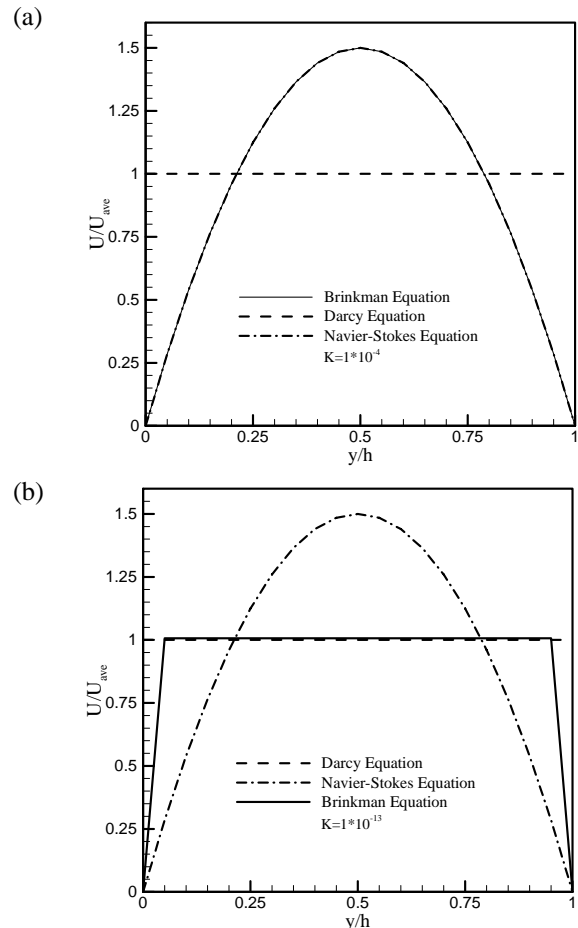 (a)
1.5
1.25
1
0.75
0.5
0.25
0
U/U_ave
Brinkman Equation
Darcy Equation
Navier-Stokes Equation
K=1*10^-4
0 0.25 0.5 0.75 1
y/h
(b)
1.5
1.25
1
0.75
0.5
0.25
0
U/U_ave
Darcy Equation
Navier-Stokes Equation
Brinkman Equation
K=1*10^-13
0 0.25 0.5 0.75 1
y/h